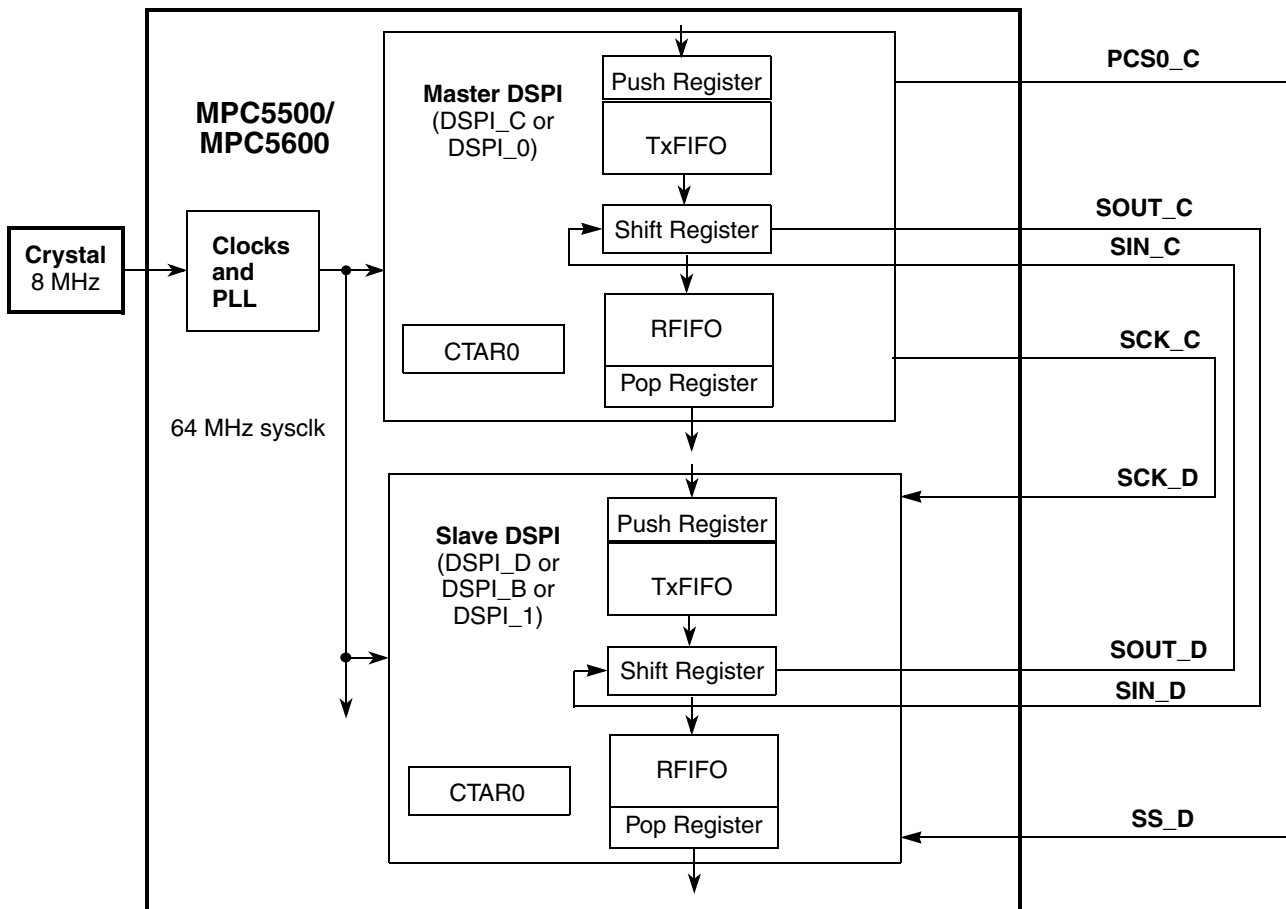 MPC5500/
MPC5600
Crystal
8 MHz
Clocks
and
PLL
64 MHz sysclk
Master DSPI
(DSPI_C or
DSPI_0)
Push Register
TxFIFO
Shift Register
RFIFO
Pop Register
CTAR0
PCS0_C
SOUT_C
SIN_C
SCK_C
Slave DSPI
(DSPI_D or
DSPI_B or
DSPI_1)
Push Register
TxFIFO
Shift Register
RFIFO
Pop Register
CTAR0
SCK_D
SOUT_D
SIN_D
SS_D